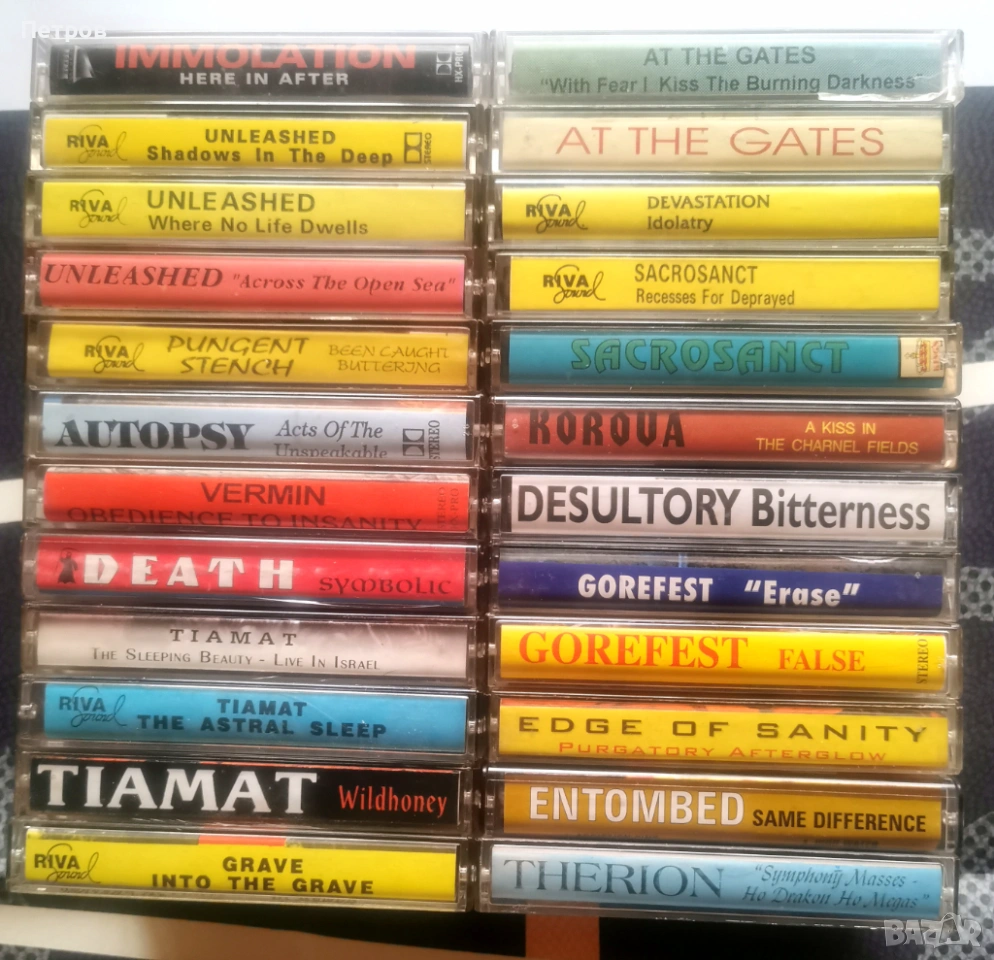 Петров
IMMOLATION
HERE IN AFTER
HX-PRO
UNLEASHED
Shadows In The Deep
RIVA
Sound
STEREO
RIVA
Sound
UNLEASHED
Where No Life Dwells
UNLEASHED "Across The Open Sea"
RIVA
Sound
PUNGENT
STENCH
BEEN CAUGHT
BUTTERING
AUTOPSY
Acts Of The
Unspeakable
STEREO
VERMIN
OBEDIENCE TO INSANITY
STEREO
DEATH
SYMBOLIC
TIAMAT
THE SLEEPING BEAUTY - LIVE IN ISRAEL
RIVA
Sound
TIAMAT
THE ASTRAL SLEEP
TIAMAT Wildhoney
RIVA
Sound
GRAVE
INTO THE GRAVE
AT THE GATES
"With Fear I Kiss The Burning Darkness"
AT THE GATES
RIVA
Sound
DEVASTATION
Idolatry
RIVA
Sound
SACROSANCT
Recesses For Depraved
SACROSANCT
KOROVA
A KISS IN
THE CHARNEL FIELDS
DESULTORY Bitterness
GOREFEST "Erase"
GOREFEST FALSE
STEREO
EDGE OF SANITY
PURGATORY AFTERGLOW
ENTOMBED SAME DIFFERENCE
THERION
"Symphony Masses -
Ho Drakon Ho Megas"
BAZAR